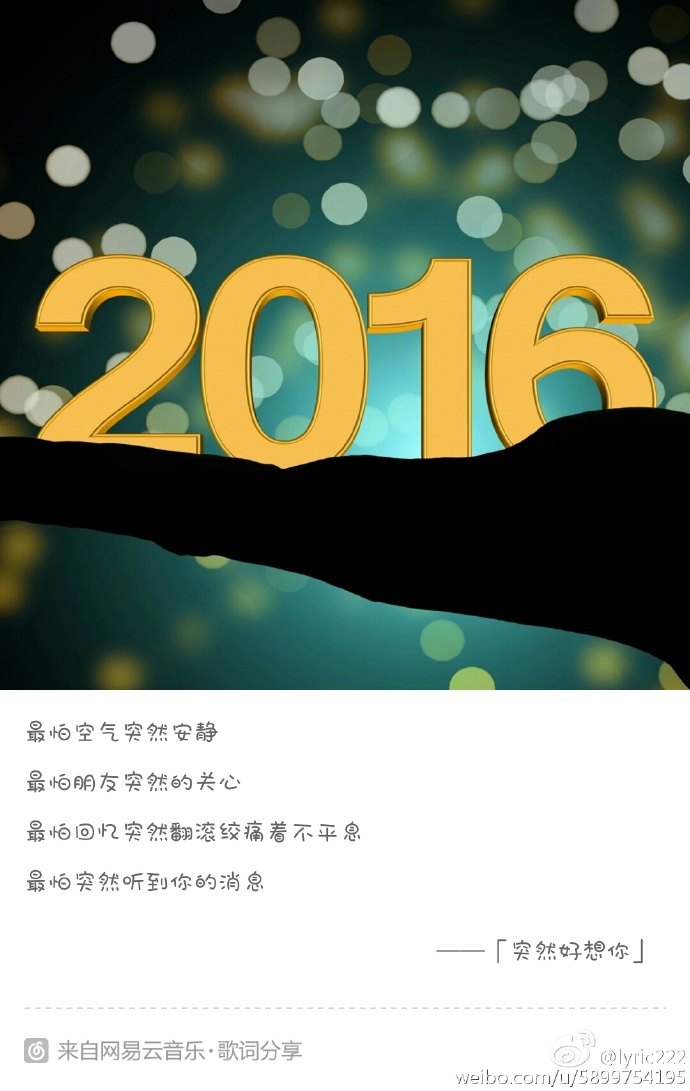 2016
最怕空气突然安静
最怕朋友突然的关心
最怕回忆突然翻滚绞痛着不平息
最怕突然听到你的消息
——「突然好想你」
来自网易云音乐·歌词分享
@lyric222
weibo.com/u/5899754195